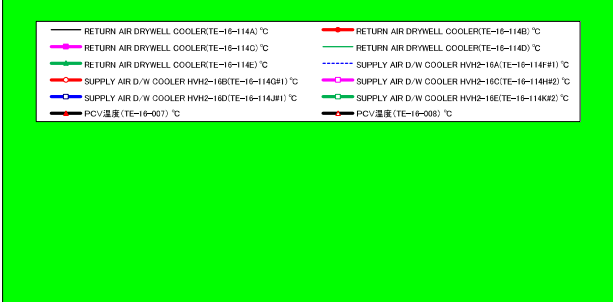 RETURN AIR DRYWELL COOLER(TE-16-114A) ℃ RETURN AIR DRYWELL COOLER(TE-16-114B) ℃
RETURN AIR DRYWELL COOLER(TE-16-114C) ℃ RETURN AIR DRYWELL COOLER(TE-16-114D) ℃
RETURN AIR DRYWELL COOLER(TE-16-114E) ℃ SUPPLY AIR D/W COOLER HVH2-16A(TE-16-114F#1) ℃
SUPPLY AIR D/W COOLER HVH2-16B(TE-16-114G#1) ℃ SUPPLY AIR D/W COOLER HVH2-16C(TE-16-114H#2) ℃
SUPPLY AIR D/W COOLER HVH2-16D(TE-16-114J#1) ℃ SUPPLY AIR D/W COOLER HVH2-16E(TE-16-114K#2) ℃
PCV温度(TE-16-007) ℃ PCV温度(TE-16-008) ℃